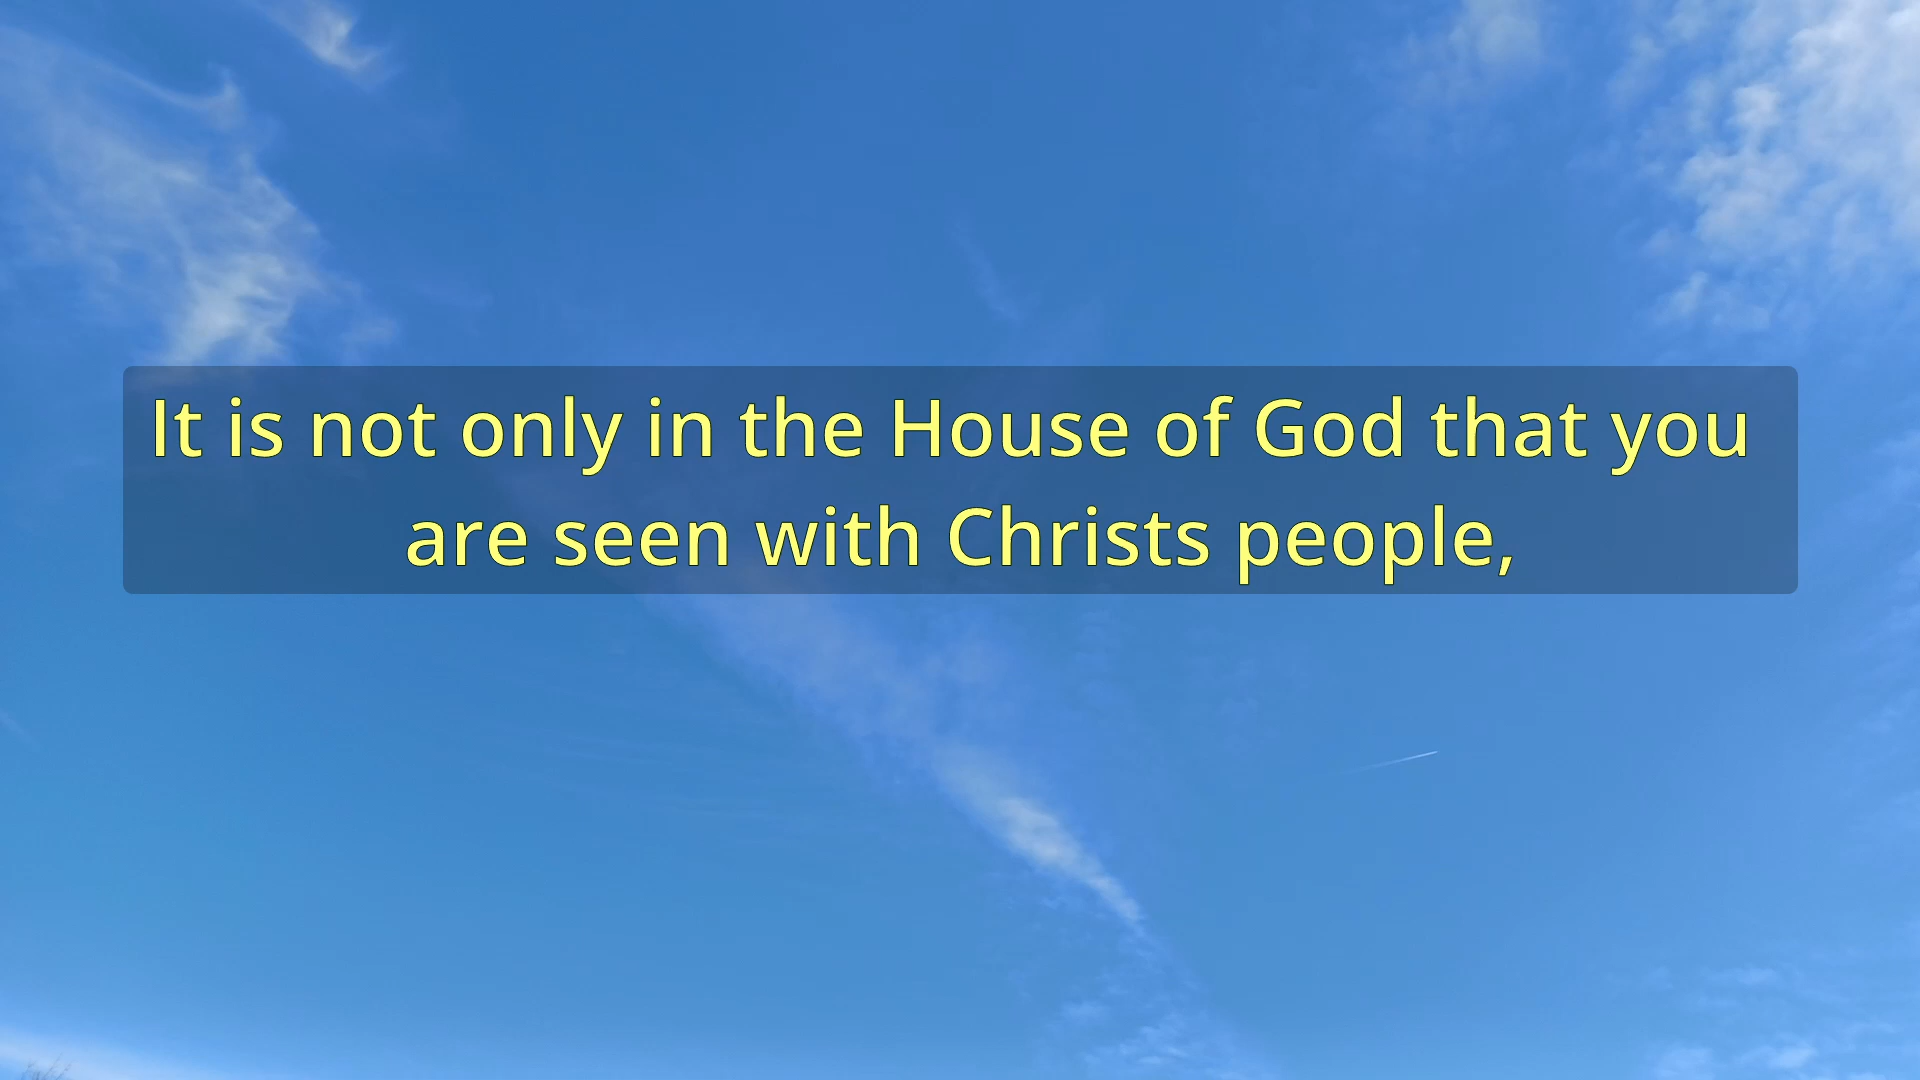 It is not only in the House of God that you
are seen with Christs people,